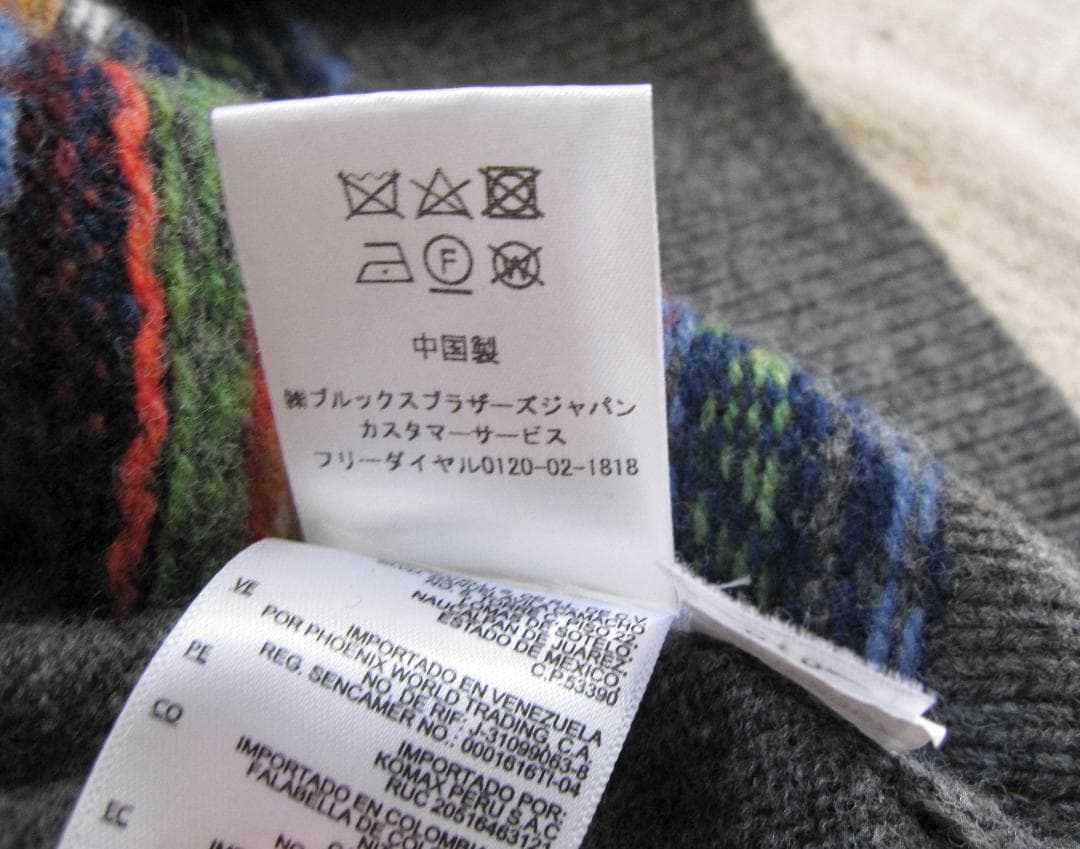 F
W
中国製
㈱ブルックスブラザーズジャパン
カスタマーサービス
フリーダイヤル0120-02-1818
NAUCALPAN DE JUAREZ,
ESTADO DE MEXICO,
C.P.53390
VE
IMPORTADO EN VENEZUELA
POR PHOENIX WORLD TRADING C.A.
NO. DE RIF: J-31099063-8
REG. SENCAMER NO.: 000161611-04
PE
IMPORTADO POR:
KOMAX PERU S.A.C
RUC 20516463121
CO
IMPORTADO EN COLOMBIA
FALABELLA DE CO
EC